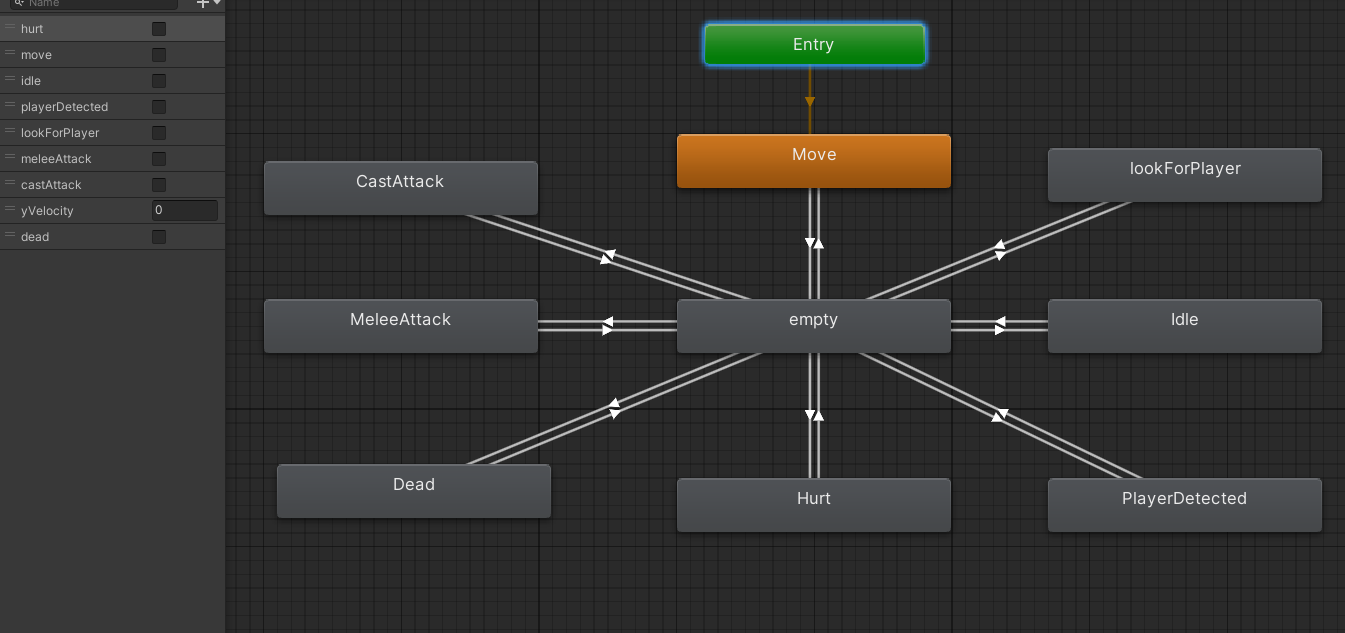 Name
hurt
move
idle
playerDetected
lookForPlayer
meleeAttack
castAttack
yVelocity 0
dead
Entry
Move
CastAttack
lookForPlayer
MeleeAttack
empty
Idle
Dead
Hurt
PlayerDetected